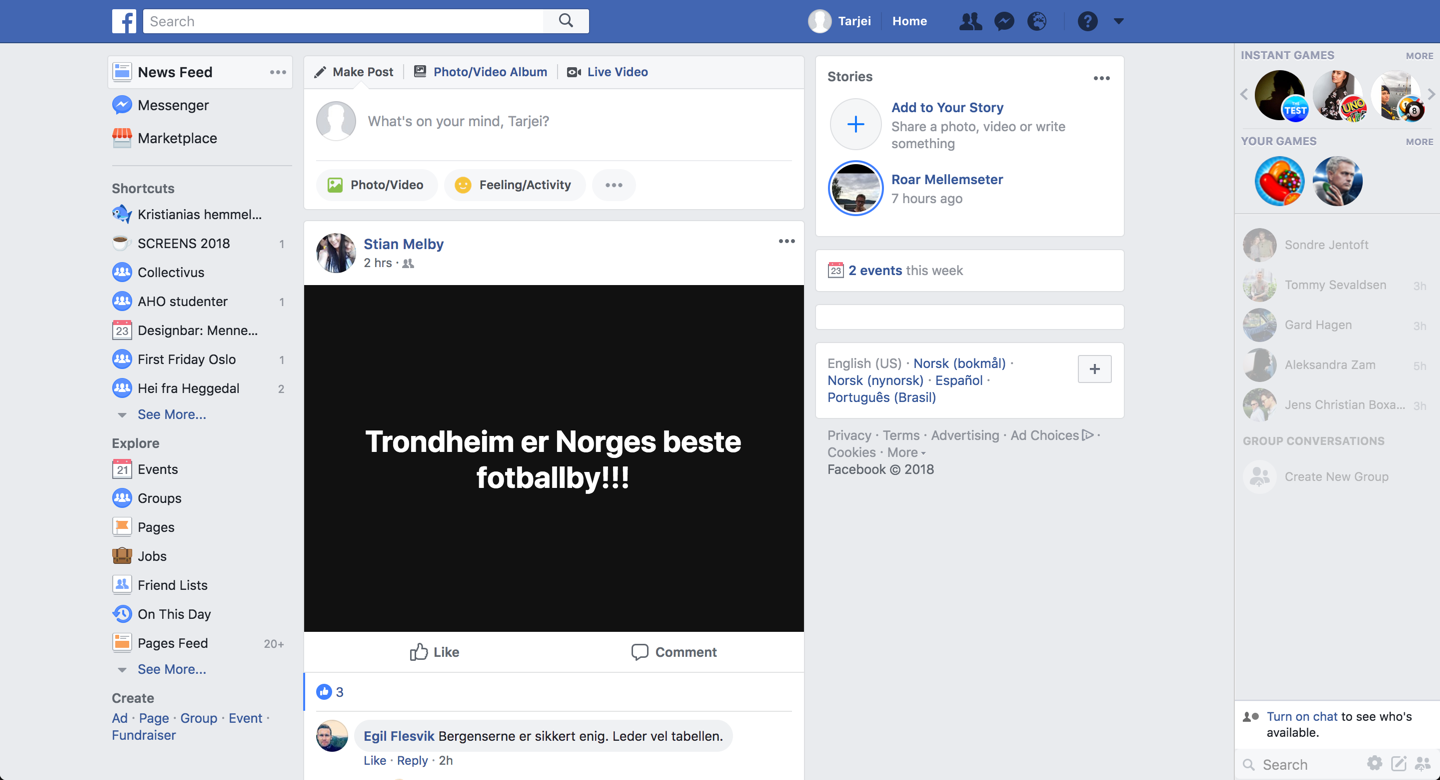 Search
Tarjei
Home
News Feed
Messenger
Marketplace
Shortcuts
Kristianias hemmel...
SCREENS 2018 1
Collectivus
AHO studenter 1
23 Designbar: Menne...
First Friday Oslo 1
Hei fra Heggedal 2
See More...
Explore
21 Events
Groups
Pages
Jobs
Friend Lists
On This Day
Pages Feed 20+
See More...
Create
Ad · Page · Group · Event ·
Fundraiser
Make Post
Photo/Video Album
Live Video
What's on your mind, Tarjei?
Photo/Video
Feeling/Activity
Stian Melby
2 hrs ·
Trondheim er Norges beste
fotballby!!!
Like
Comment
3
Egil Flesvik Bergenserne er sikkert enig. Leder vel tabellen.
Like · Reply · 2h
Stories
Add to Your Story
Share a photo, video or write
something
Roar Mellemseter
7 hours ago
23 2 events this week
English (US) · Norsk (bokmål) ·
Norsk (nynorsk) · Español ·
Português (Brasil)
Privacy · Terms · Advertising · Ad Choices ·
Cookies · More
Facebook © 2018
INSTANT GAMES MORE
THE TEST
UNO
8
YOUR GAMES MORE
Sondre Jentoft
Tommy Sevaldsen 3h
Gard Hagen 3h
Aleksandra Zam 5h
Jens Christian Boxa... 3h
GROUP CONVERSATIONS
Create New Group
Turn on chat to see who's
available.
Search